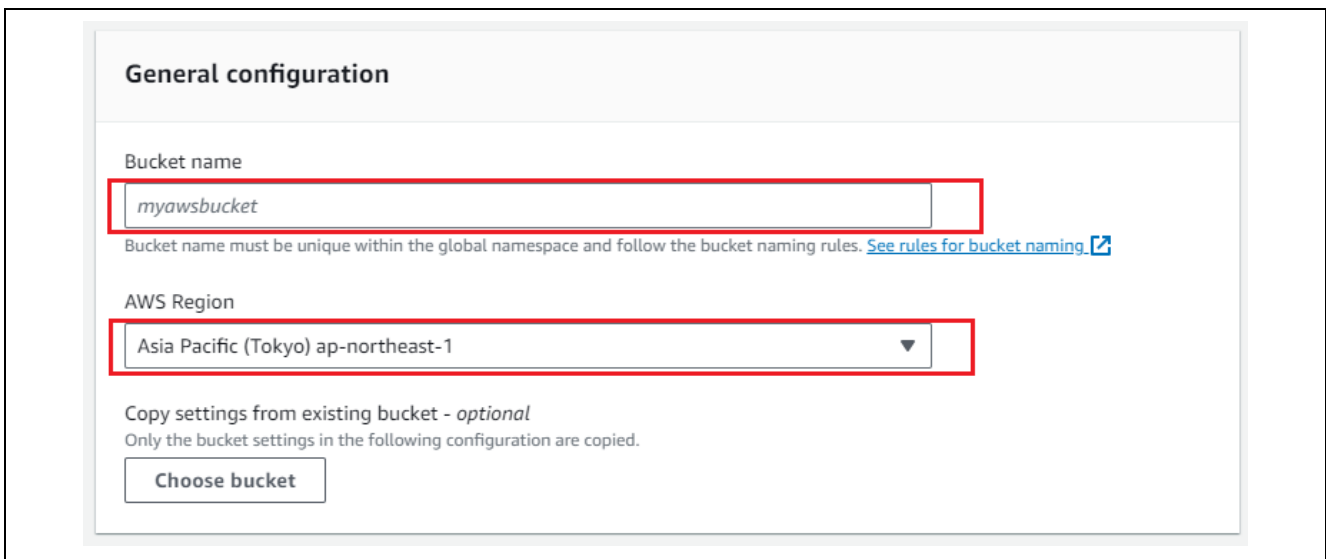 General configuration
Bucket name
myawsbucket
Bucket name must be unique within the global namespace and follow the bucket naming rules. See rules for bucket naming
AWS Region
Asia Pacific (Tokyo) ap-northeast-1
Copy settings from existing bucket - optional
Only the bucket settings in the following configuration are copied.
Choose bucket